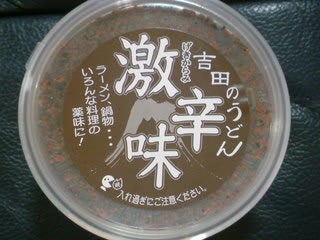 吉田のうどん
げきからみ
激辛味
ラーメン、鍋物・・・
いろんな料理の
薬味に!
入れ過ぎにご注意ください。